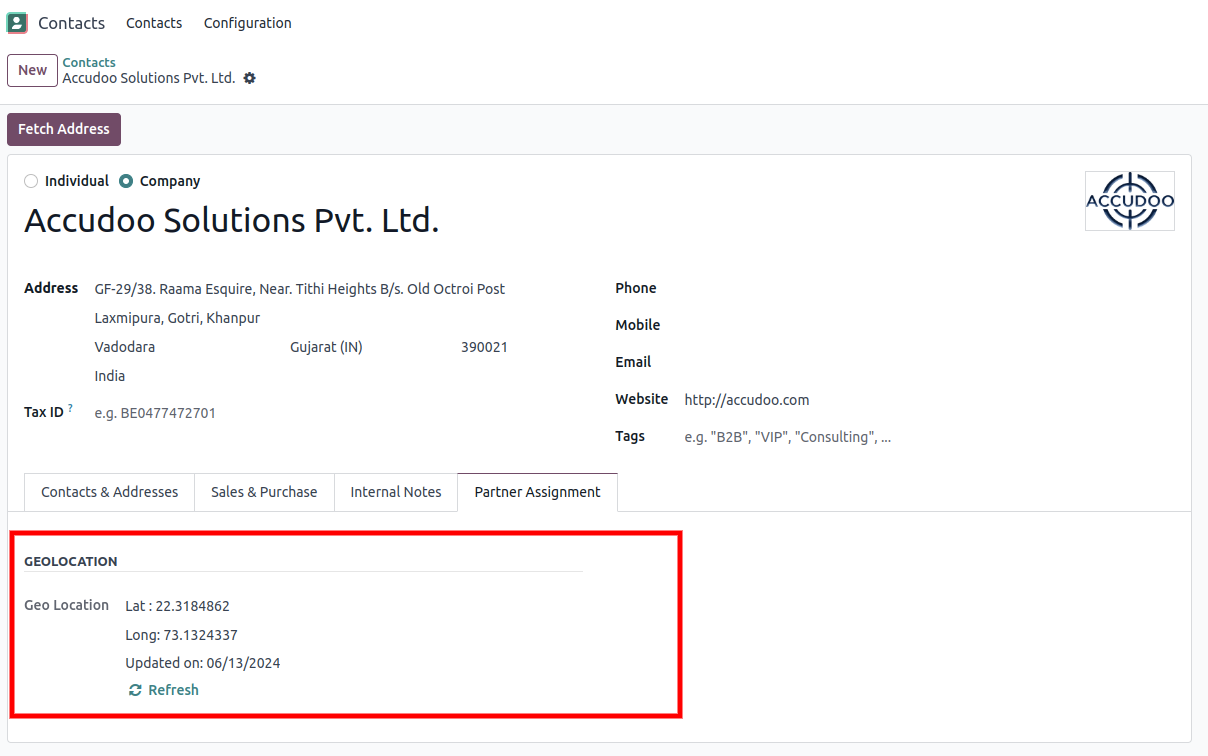 Contacts Contacts Configuration
New Contacts
Accudoo Solutions Pvt. Ltd.
Fetch Address
Individual Company
ACCUDOO
Accudoo Solutions Pvt. Ltd.
Address GF-29/38. Raama Esquire, Near. Tithi Heights B/s. Old Octroi Post
Laxmipura, Gotri, Khanpur
Vadodara Gujarat (IN) 390021
India
Tax ID ? e.g. BE0477472701
Phone
Mobile
Email
Website http://accudoo.com
Tags e.g. "B2B", "VIP", "Consulting", ...
Contacts & Addresses Sales & Purchase Internal Notes Partner Assignment
GEOLOCATION
Geo Location Lat : 22.3184862
Long: 73.1324337
Updated on: 06/13/2024
Refresh